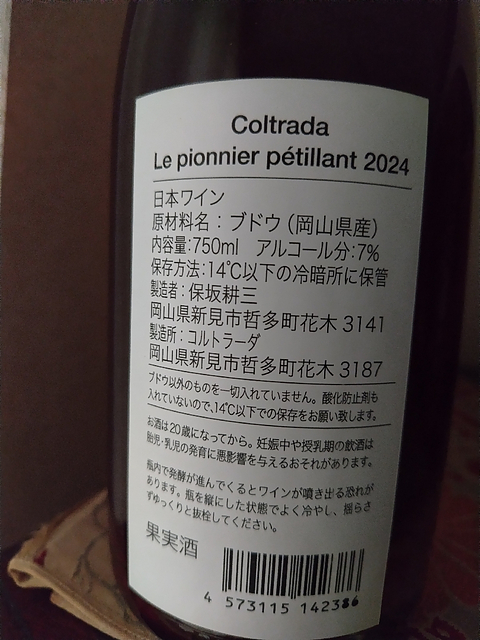 Coltrada
Le pionnier pétillant 2024
日本ワイン
原材料名：ブドウ（岡山県産）
内容量:750ml　アルコール分:7%
保存方法:14℃以下の冷暗所に保管
製造者：保坂耕三
岡山県新見市哲多町花木 3141
製造所：コルトラーダ
岡山県新見市哲多町花木 3187
ブドウ以外のものを一切入れていません。酸化防止剤も
入れていないので、14℃以下での保存をお願い致します。
お酒は20歳になってから。妊娠中や授乳期の飲酒は
胎児・乳児の発育に悪影響を与えるおそれがあります。
瓶内で発酵が進んでくるとワインが噴き出る恐れが
あります。瓶を縦にした状態でよく冷やし、揺らさ
ずゆっくりと抜栓してください。
果実酒
4 573115 142386